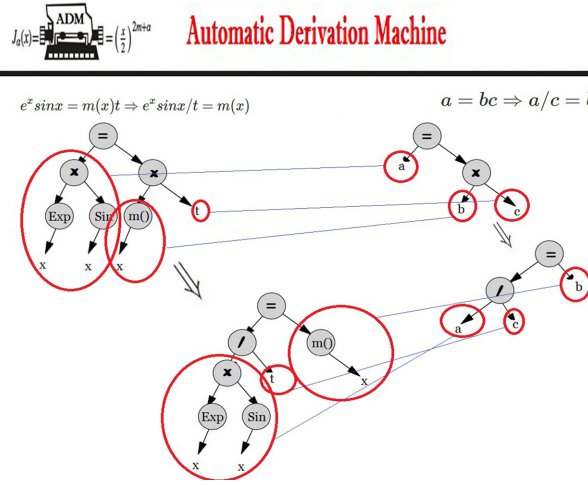 ADM
J_α(x)= =(x/2)^{2m+α}
Automatic Derivation Machine
e^x sinx = m(x)t ⇒ e^x sinx/t = m(x)
a = bc ⇒ a/c =
= =
x x a x
Exp Sin m() t b c
x x x
= =
/ b
/ m() a c
x t x
Exp Sin
x x